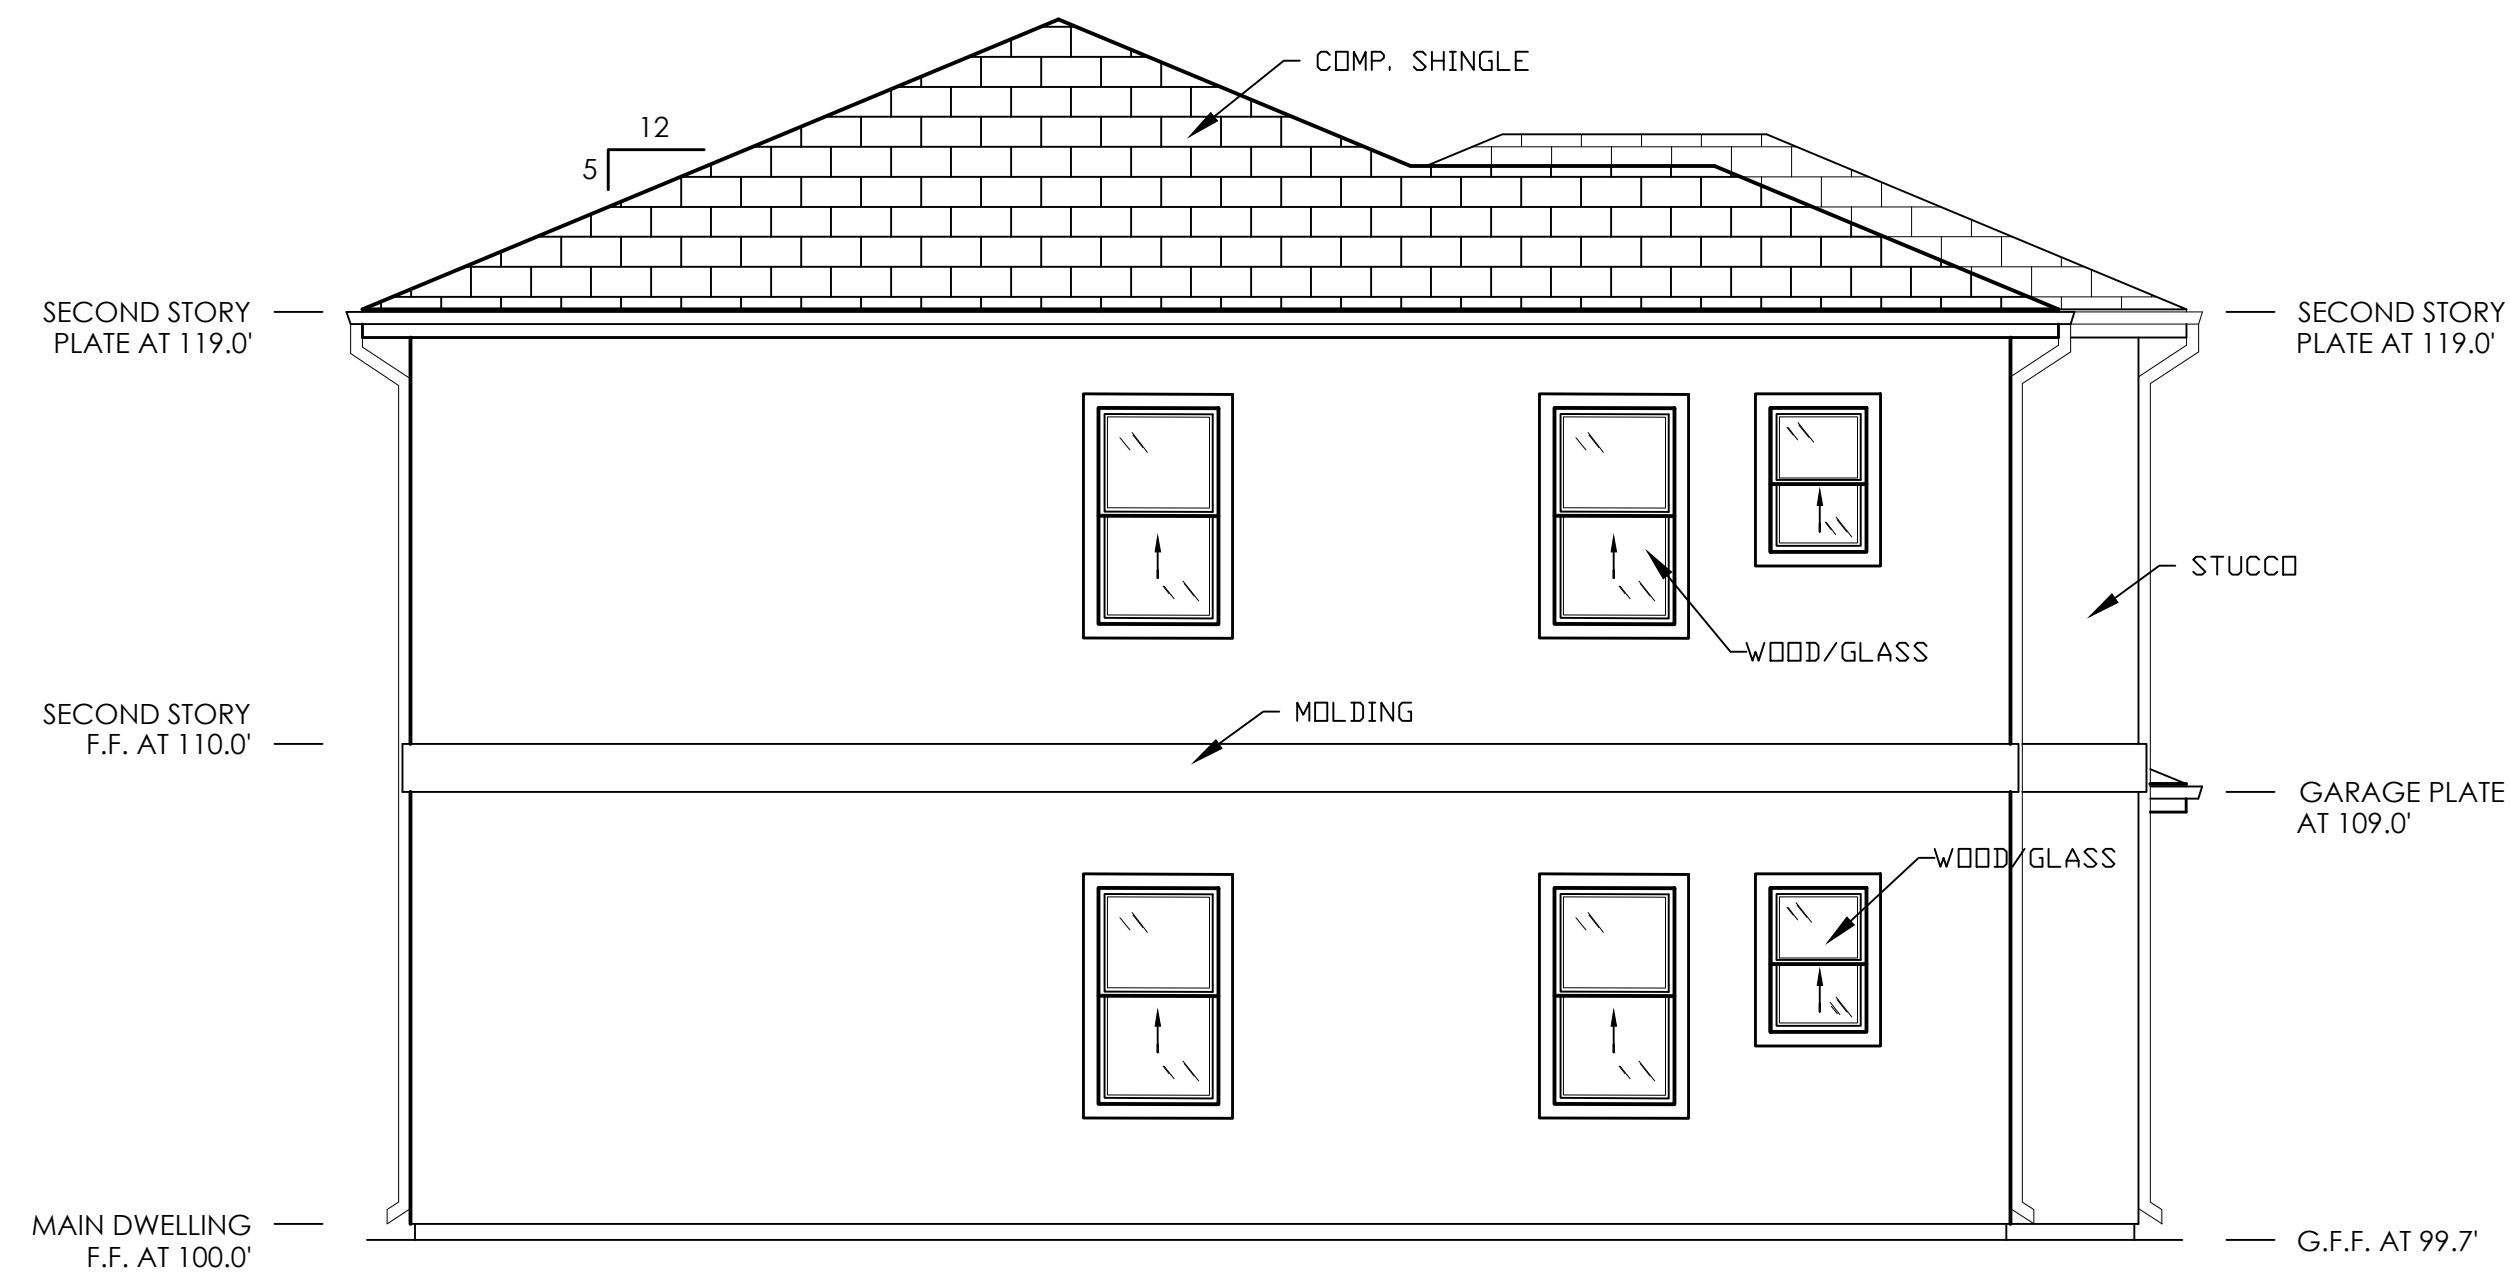 COMP. SHINGLE
12
5
SECOND STORY
PLATE AT 119.0'
SECOND STORY
PLATE AT 119.0'
STUCCO
WOOD/GLASS
SECOND STORY
F.F. AT 110.0'
MOLDING
GARAGE PLATE
AT 109.0'
WOOD/GLASS
MAIN DWELLING
F.F. AT 100.0'
G.F.F. AT 99.7'